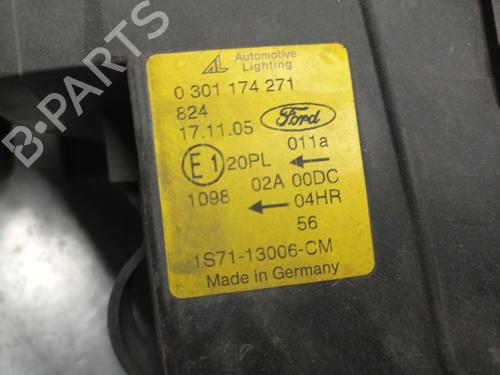 AL Automotive
Lighting
0 301 174 271
824
17.11.05 Ford
011a
E1 20PL
02A 00DC
1098 04HR
56
1S71-13006-CM
Made in Germany